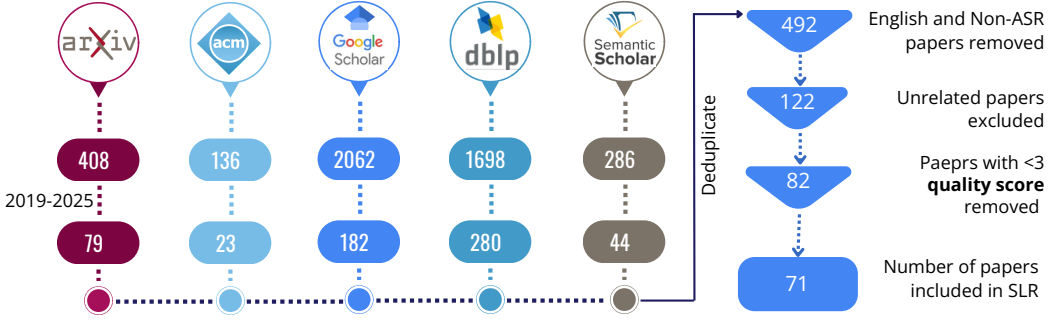 arXiv
acm
Google
Scholar
dblp
Semantic
Scholar
408
136
2062
1698
286
2019-2025
79
23
182
280
44
Deduplicate
492
English and Non-ASR
papers removed
122
Unrelated papers
excluded
82
Paeprs with <3
quality score
removed
71
Number of papers
included in SLR